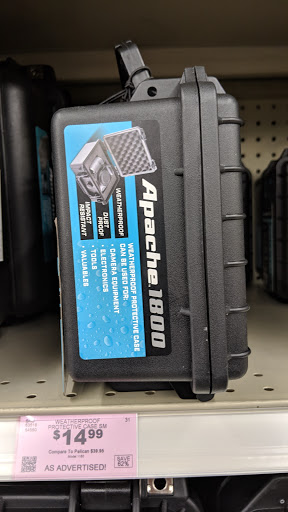 Apache 1800
WEATHERPROOF
DUST
PROOF
IMPACT
RESISTANT
WEATHERPROOF PROTECTIVE CASE
CAN BE USED FOR:
• CAMERA EQUIPMENT
• ELECTRONICS
• TOOLS
• VALUABLES
WEATHERPROOF
PROTECTIVE CASE SM
31
$14.99
Compare To Pelican $39.95
SAVE
62%
AS ADVERTISED!